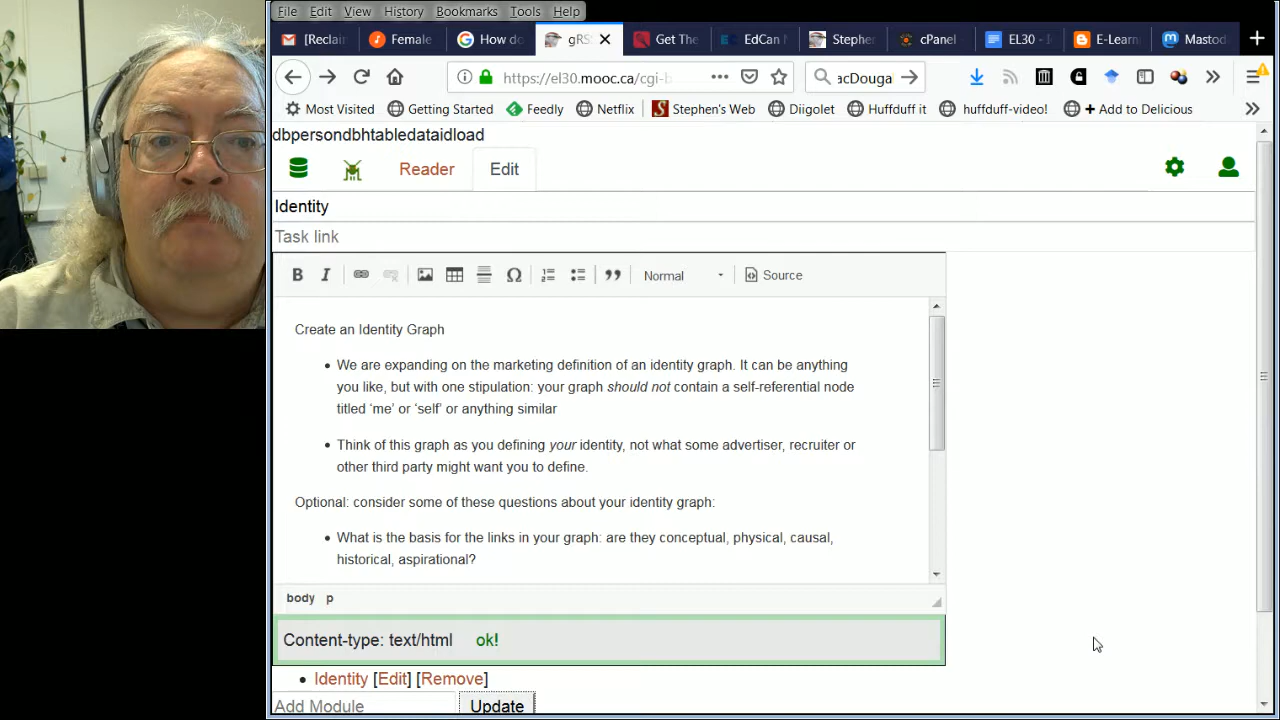 File Edit View History Bookmarks Tools Help
[Reclai Female How do gRS Get The EdCan Stephe cPanel EL30 - E-Learn Mastod
https://el30.mooc.ca/cgi-b acDouga
Most Visited Getting Started Feedly Netflix Stephen's Web Diigolet Huffduff it huffduff-video! + Add to Delicious
dbpersondbhtabledataidload
Reader Edit
Identity
Task link
B I Normal Source
Create an Identity Graph
• We are expanding on the marketing definition of an identity graph. It can be anything
you like, but with one stipulation: your graph should not contain a self-referential node
titled ‘me’ or ‘self’ or anything similar
• Think of this graph as you defining your identity, not what some advertiser, recruiter or
other third party might want you to define.
Optional: consider some of these questions about your identity graph:
• What is the basis for the links in your graph: are they conceptual, physical, causal,
historical, aspirational?
body p
Content-type: text/html ok!
• Identity [Edit] [Remove]
Add Module Update